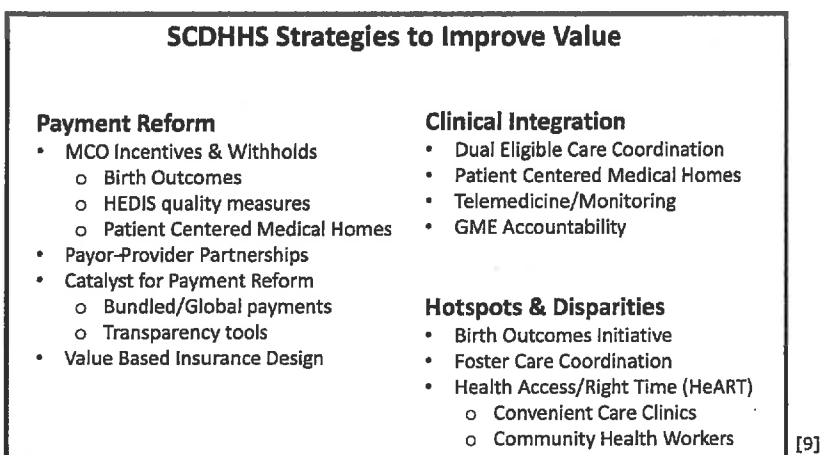 SCDHHS Strategies to Improve Value
Payment Reform
• MCO Incentives & Withholds
o Birth Outcomes
o HEDIS quality measures
o Patient Centered Medical Homes
• Payor-Provider Partnerships
• Catalyst for Payment Reform
o Bundled/Global payments
o Transparency tools
• Value Based Insurance Design
Clinical Integration
• Dual Eligible Care Coordination
• Patient Centered Medical Homes
• Telemedicine/Monitoring
• GME Accountability
Hotspots & Disparities
• Birth Outcomes Initiative
• Foster Care Coordination
• Health Access/Right Time (HeART)
o Convenient Care Clinics
o Community Health Workers
[9]